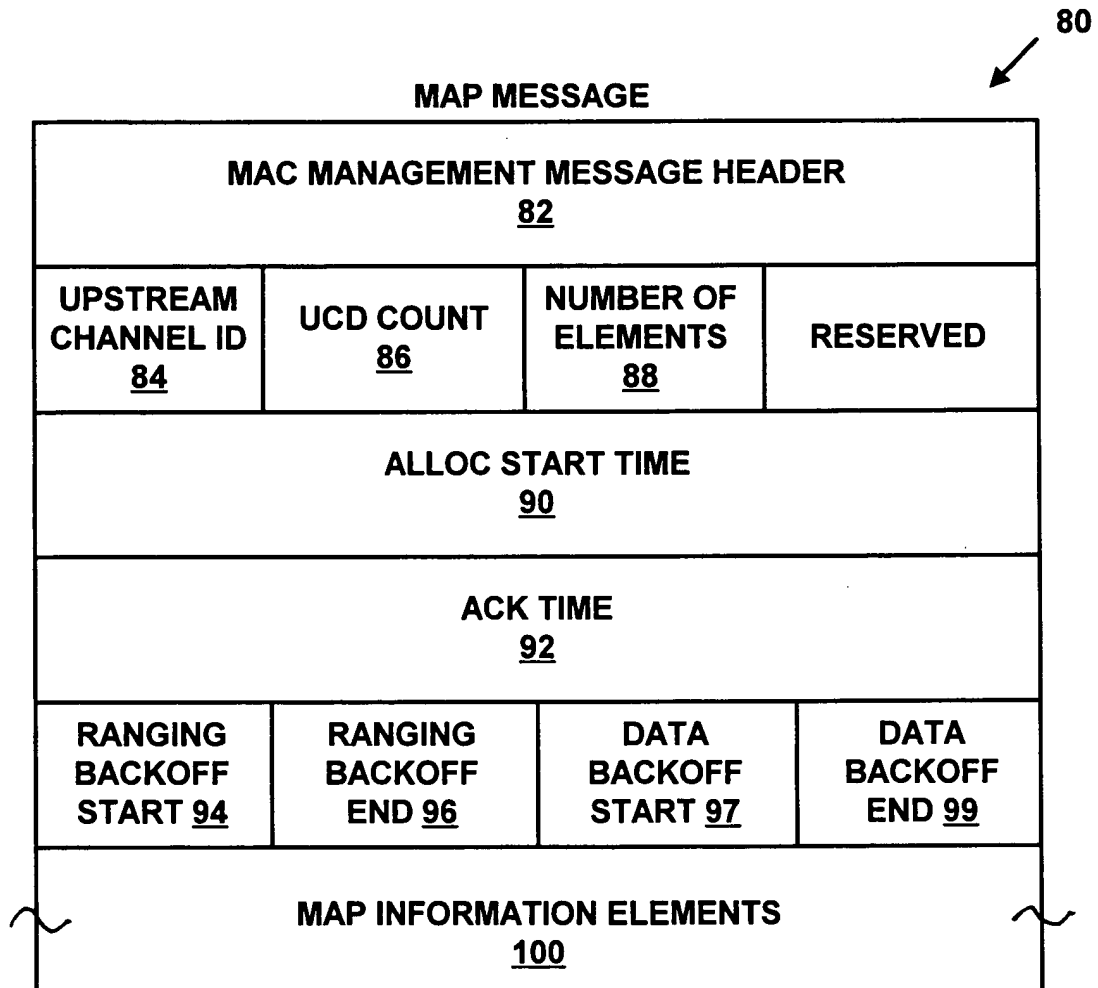 80
MAP MESSAGE
MAC MANAGEMENT MESSAGE HEADER
82
UPSTREAM
CHANNEL ID
84
UCD COUNT
86
NUMBER OF
ELEMENTS
88
RESERVED
ALLOC START TIME
90
ACK TIME
92
RANGING
BACKOFF
START 94
RANGING
BACKOFF
END 96
DATA
BACKOFF
START 97
DATA
BACKOFF
END 99
MAP INFORMATION ELEMENTS
100